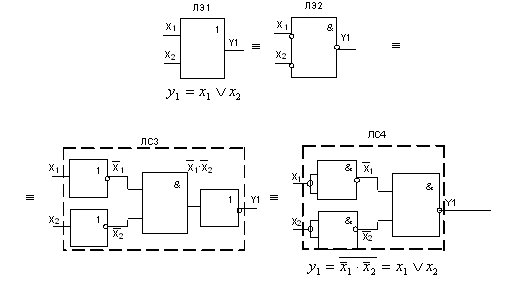 ЛЭ1 ЛЭ2
X1 1 X1 &
Y1 ≡ Y1 ≡
X2 X2
y₁ = x₁ ∨ x₂
ЛС3 ЛС4
X1 1 X̅1 X̅1·X̅2 X1 & X̅1
≡ & 1 Y1 ≡ & Y1
X2 1 X̅2 X2 & X̅2
y₁ = \overline{x̅₁ · x̅₂} = x₁ ∨ x₂